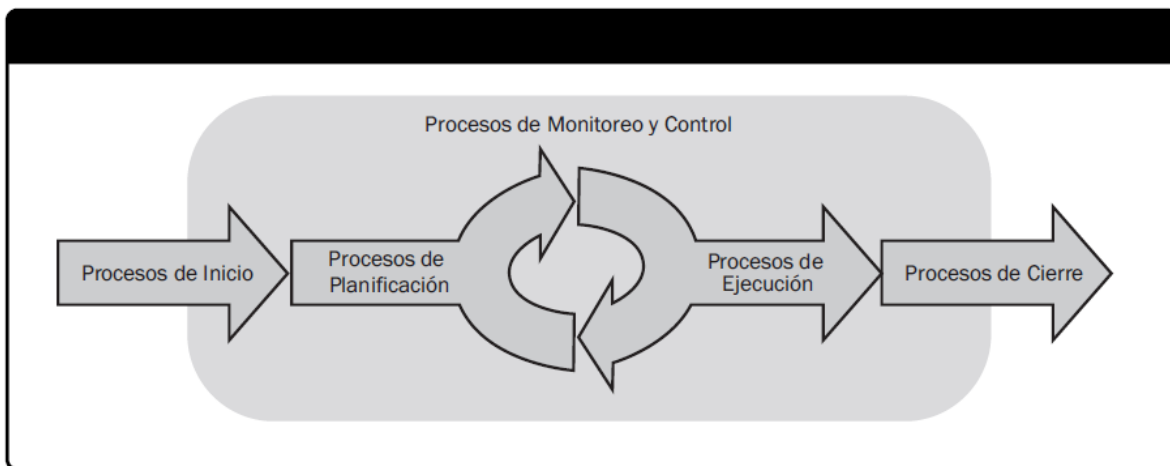 Procesos de Monitoreo y Control
Procesos de Inicio
Procesos de
Planificación
Procesos de
Ejecución
Procesos de Cierre